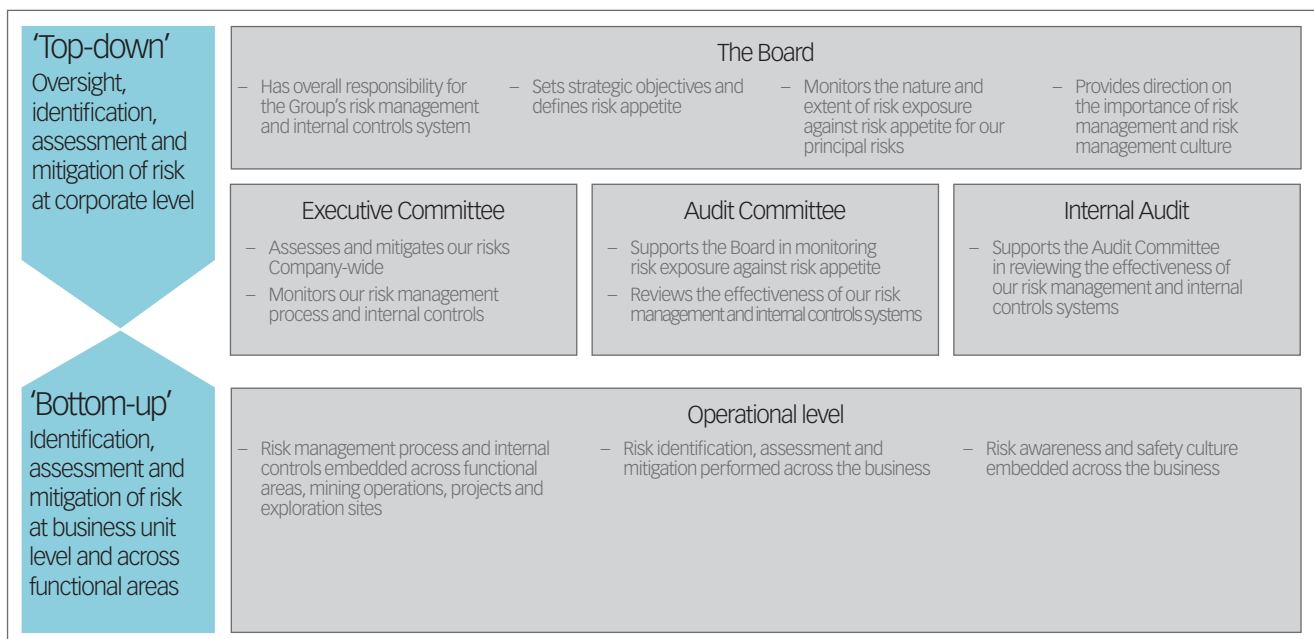 ‘Top-down’
Oversight,
identification,
assessment and
mitigation of risk
at corporate level
The Board
– Has overall responsibility for
the Group’s risk management
and internal controls system
– Sets strategic objectives and
defines risk appetite
– Monitors the nature and
extent of risk exposure
against risk appetite for our
principal risks
– Provides direction on
the importance of risk
management and risk
management culture
Executive Committee
– Assesses and mitigates our risks
Company-wide
– Monitors our risk management
process and internal controls
Audit Committee
– Supports the Board in monitoring
risk exposure against risk appetite
– Reviews the effectiveness of our risk
management and internal controls systems
Internal Audit
– Supports the Audit Committee
in reviewing the effectiveness of
our risk management and internal
controls systems
‘Bottom-up’
Identification,
assessment and
mitigation of risk
at business unit
level and across
functional areas
Operational level
– Risk management process and internal
controls embedded across functional
areas, mining operations, projects and
exploration sites
– Risk identification, assessment and
mitigation performed across the business
– Risk awareness and safety culture
embedded across the business